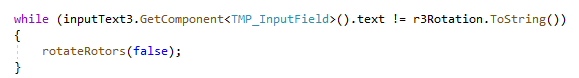 while (inputText3.GetComponent<TMP_InputField>().text != r3Rotation.ToString())
{
    rotateRotors(false);
}